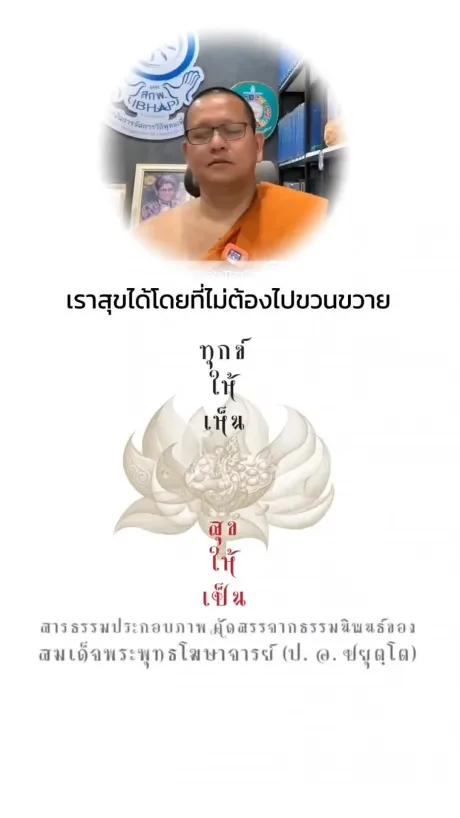 สถพ.
IBHAP
เราสุขได้โดยที่ไม่ต้องไปขวนขวาย
ทุกข์
ให้
เห็น
สุข
ให้
เป็น
สารธรรมประกอบภาพ คัดสรรจากธรรมนิพนธ์ของ
สมเด็จพระพุทธโฆษาจารย์ (ป. อ. ปยุตฺโต)